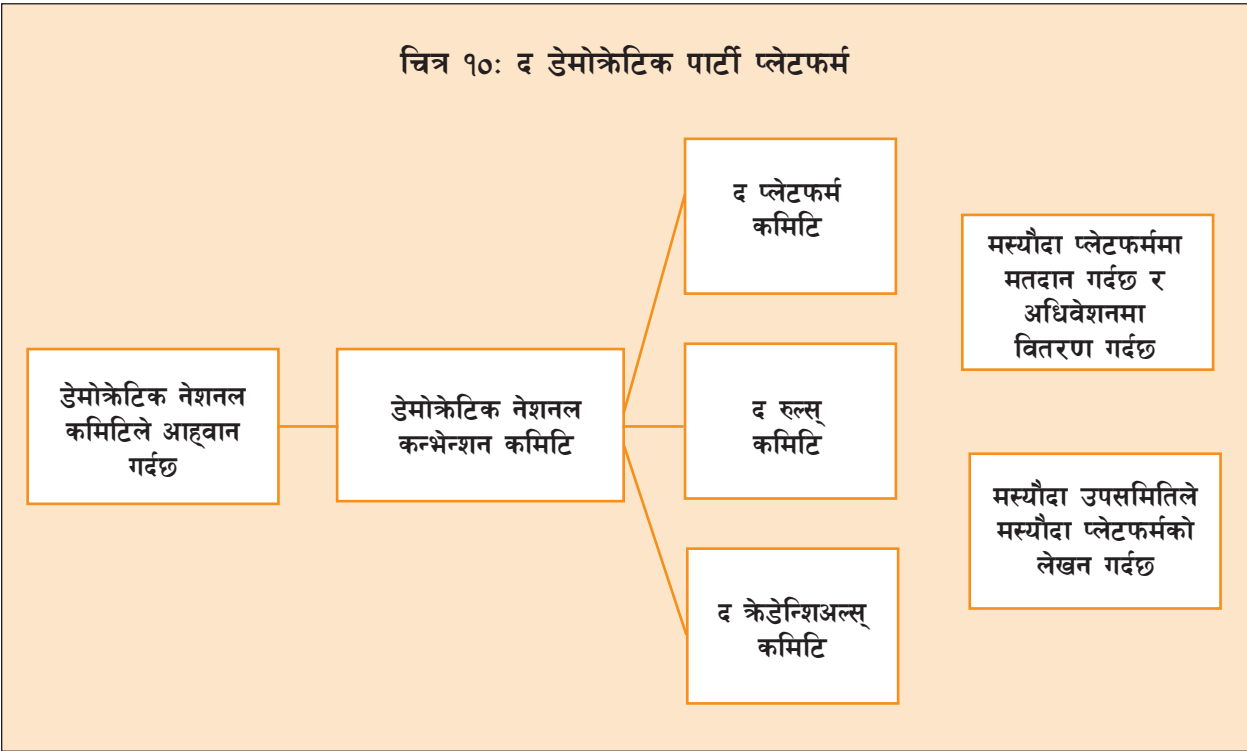 चित्र १०: द डेमोक्रेटिक पार्टी प्लेटफर्म
डेमोक्रेटिक नेशनल
कमिटिले आह्वान
गर्दछ
डेमोक्रेटिक नेशनल
कन्भेन्शन कमिटि
द प्लेटफर्म
कमिटि
द रुल्स्
कमिटि
द क्रेडेन्शिअल्स्
कमिटि
मस्यौदा प्लेटफर्ममा
मतदान गर्दछ र
अधिवेशनमा
वितरण गर्दछ
मस्यौदा उपसमितिले
मस्यौदा प्लेटफर्मको
लेखन गर्दछ